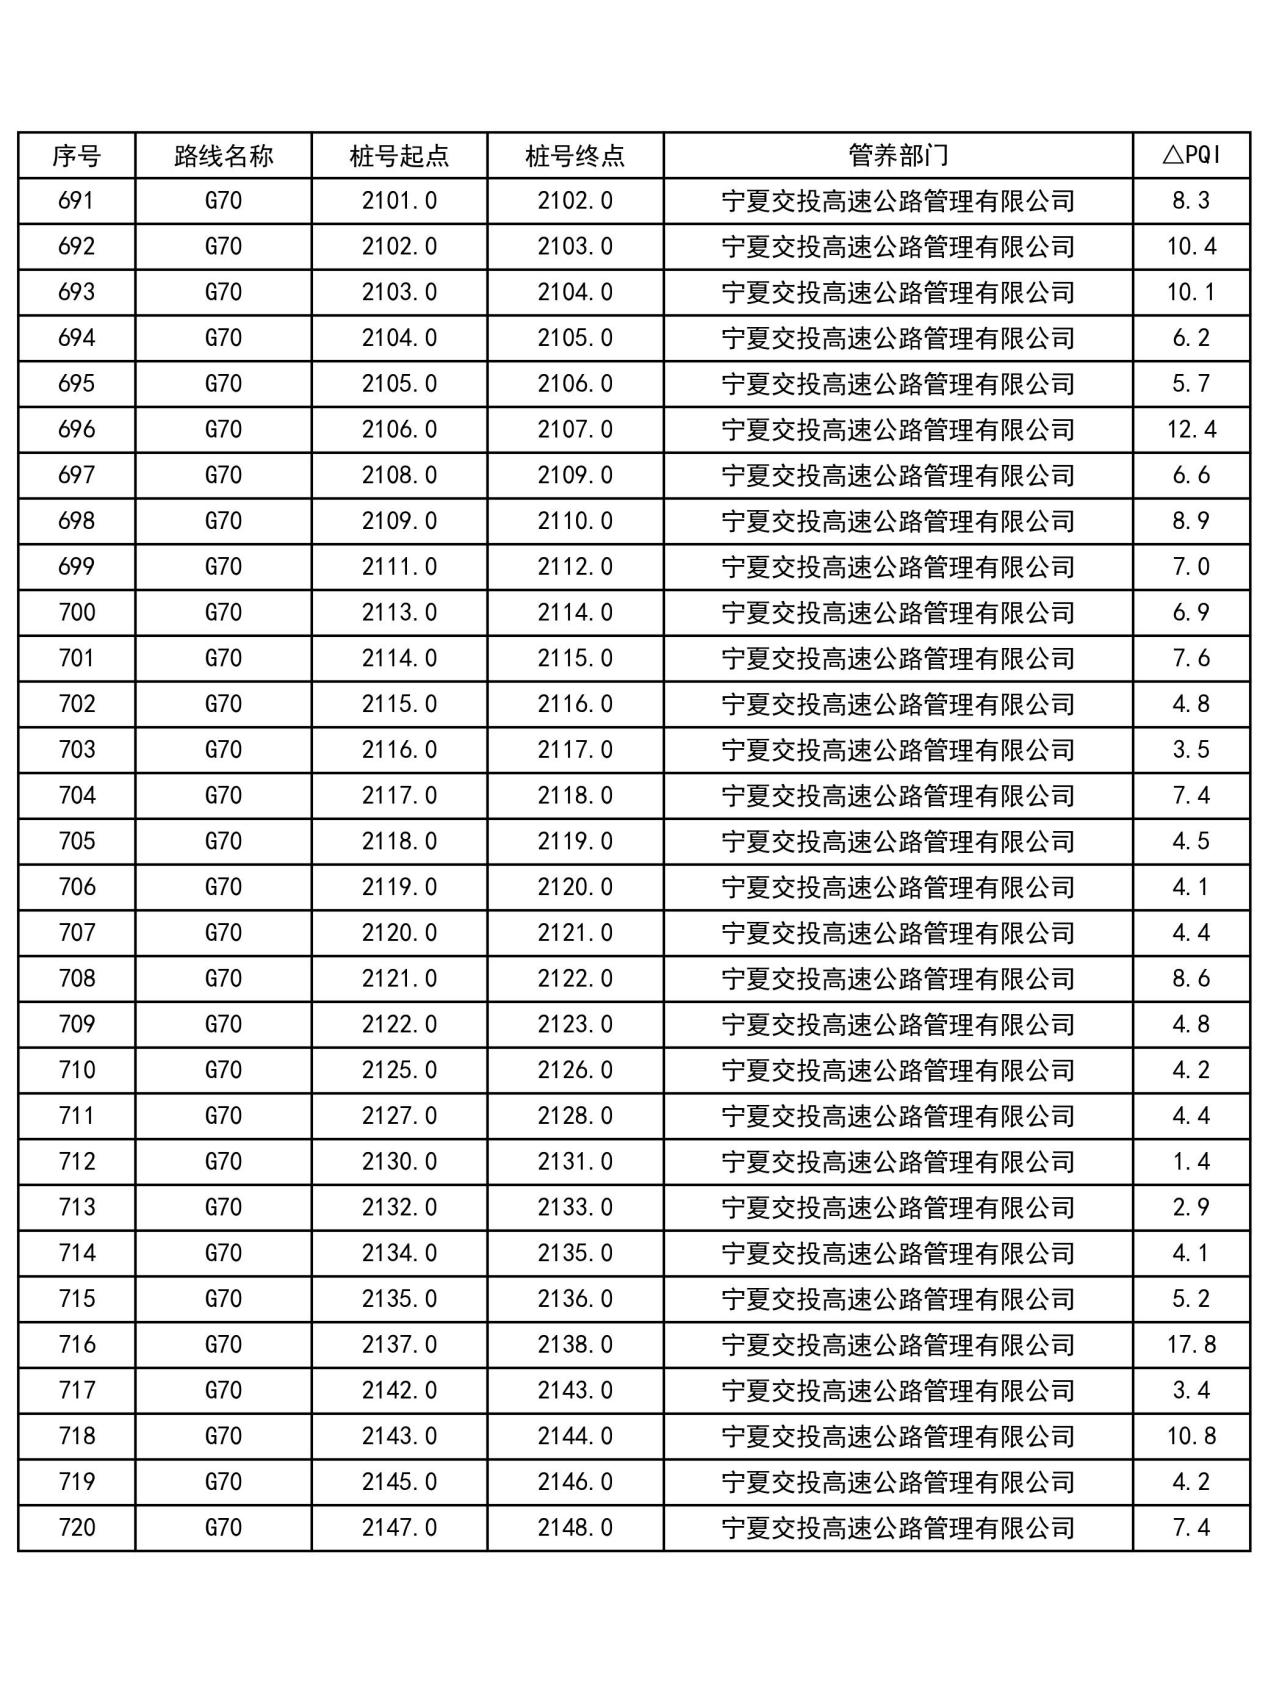 序号 路线名称 桩号起点 桩号终点 管养部门 △PQI
691 G70 2101.0 2102.0 宁夏交投高速公路管理有限公司 8.3
692 G70 2102.0 2103.0 宁夏交投高速公路管理有限公司 10.4
693 G70 2103.0 2104.0 宁夏交投高速公路管理有限公司 10.1
694 G70 2104.0 2105.0 宁夏交投高速公路管理有限公司 6.2
695 G70 2105.0 2106.0 宁夏交投高速公路管理有限公司 5.7
696 G70 2106.0 2107.0 宁夏交投高速公路管理有限公司 12.4
697 G70 2108.0 2109.0 宁夏交投高速公路管理有限公司 6.6
698 G70 2109.0 2110.0 宁夏交投高速公路管理有限公司 8.9
699 G70 2111.0 2112.0 宁夏交投高速公路管理有限公司 7.0
700 G70 2113.0 2114.0 宁夏交投高速公路管理有限公司 6.9
701 G70 2114.0 2115.0 宁夏交投高速公路管理有限公司 7.6
702 G70 2115.0 2116.0 宁夏交投高速公路管理有限公司 4.8
703 G70 2116.0 2117.0 宁夏交投高速公路管理有限公司 3.5
704 G70 2117.0 2118.0 宁夏交投高速公路管理有限公司 7.4
705 G70 2118.0 2119.0 宁夏交投高速公路管理有限公司 4.5
706 G70 2119.0 2120.0 宁夏交投高速公路管理有限公司 4.1
707 G70 2120.0 2121.0 宁夏交投高速公路管理有限公司 4.4
708 G70 2121.0 2122.0 宁夏交投高速公路管理有限公司 8.6
709 G70 2122.0 2123.0 宁夏交投高速公路管理有限公司 4.8
710 G70 2125.0 2126.0 宁夏交投高速公路管理有限公司 4.2
711 G70 2127.0 2128.0 宁夏交投高速公路管理有限公司 4.4
712 G70 2130.0 2131.0 宁夏交投高速公路管理有限公司 1.4
713 G70 2132.0 2133.0 宁夏交投高速公路管理有限公司 2.9
714 G70 2134.0 2135.0 宁夏交投高速公路管理有限公司 4.1
715 G70 2135.0 2136.0 宁夏交投高速公路管理有限公司 5.2
716 G70 2137.0 2138.0 宁夏交投高速公路管理有限公司 17.8
717 G70 2142.0 2143.0 宁夏交投高速公路管理有限公司 3.4
718 G70 2143.0 2144.0 宁夏交投高速公路管理有限公司 10.8
719 G70 2145.0 2146.0 宁夏交投高速公路管理有限公司 4.2
720 G70 2147.0 2148.0 宁夏交投高速公路管理有限公司 7.4